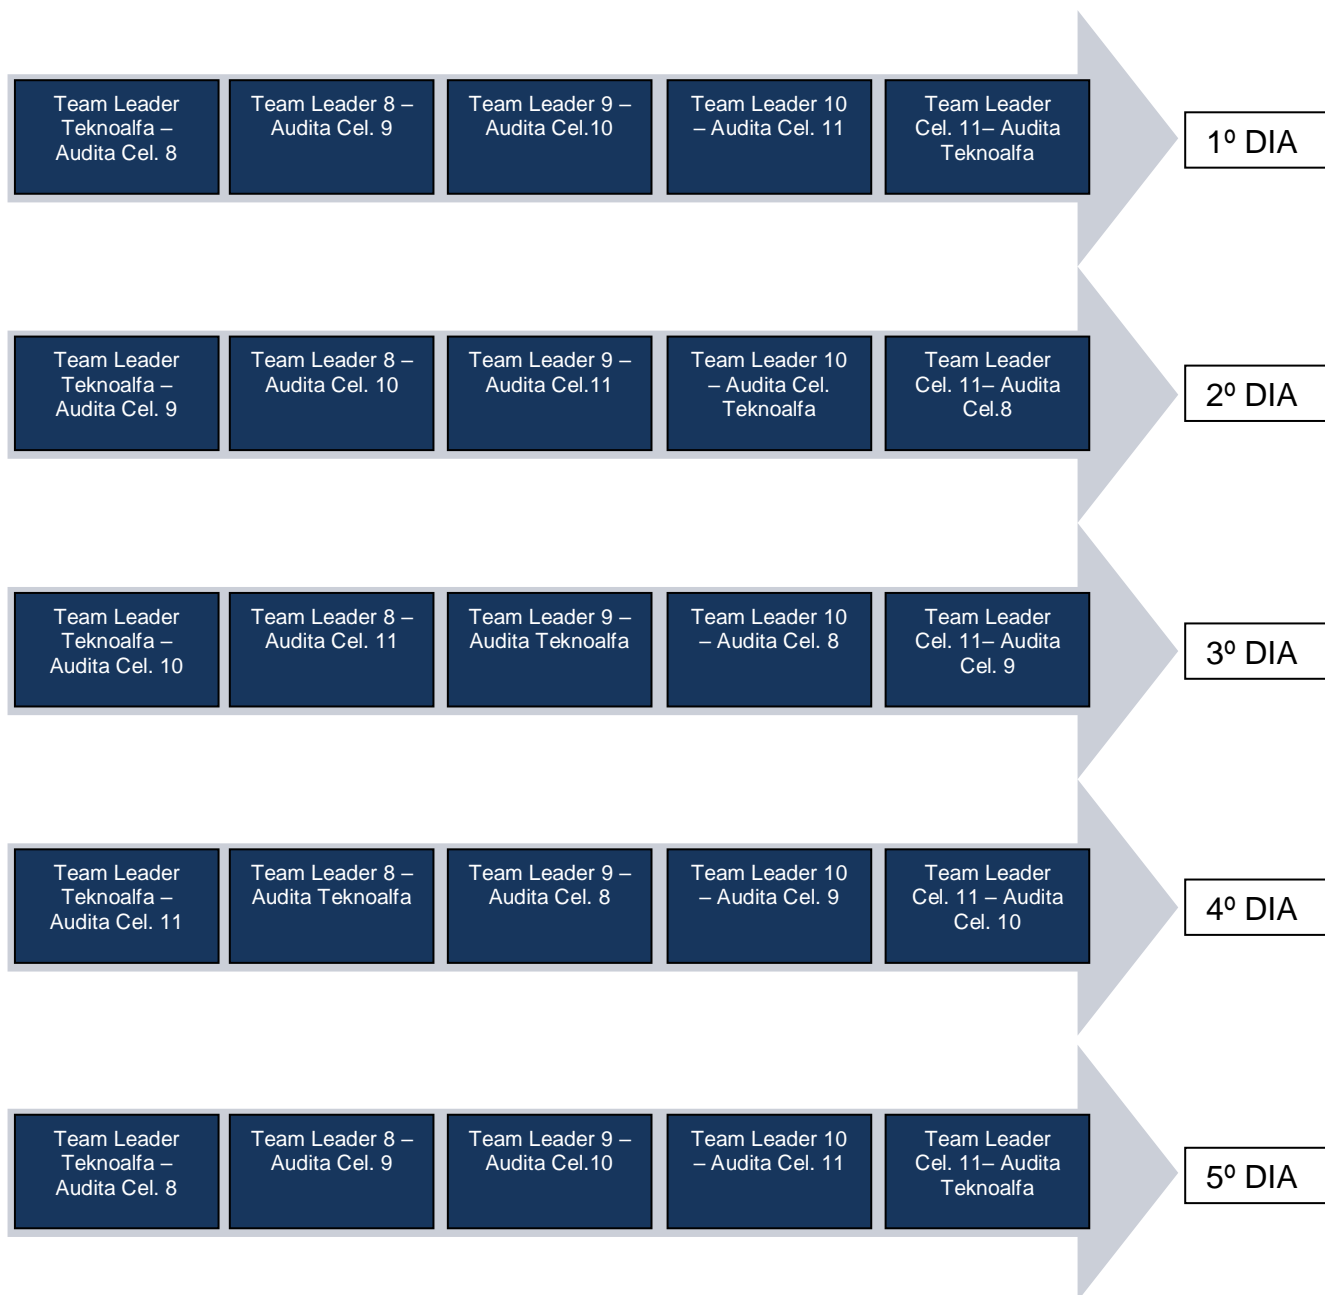 Team Leader
Teknoalfa –
Audita Cel. 8
Team Leader 8 –
Audita Cel. 9
Team Leader 9 –
Audita Cel.10
Team Leader 10
– Audita Cel. 11
Team Leader
Cel. 11– Audita
Teknoalfa
1º DIA
Team Leader
Teknoalfa –
Audita Cel. 9
Team Leader 8 –
Audita Cel. 10
Team Leader 9 –
Audita Cel.11
Team Leader 10
– Audita Cel.
Teknoalfa
Team Leader
Cel. 11– Audita
Cel.8
2º DIA
Team Leader
Teknoalfa –
Audita Cel. 10
Team Leader 8 –
Audita Cel. 11
Team Leader 9 –
Audita Teknoalfa
Team Leader 10
– Audita Cel. 8
Team Leader
Cel. 11– Audita
Cel. 9
3º DIA
Team Leader
Teknoalfa –
Audita Cel. 11
Team Leader 8 –
Audita Teknoalfa
Team Leader 9 –
Audita Cel. 8
Team Leader 10
– Audita Cel. 9
Team Leader
Cel. 11 – Audita
Cel. 10
4º DIA
Team Leader
Teknoalfa –
Audita Cel. 8
Team Leader 8 –
Audita Cel. 9
Team Leader 9 –
Audita Cel.10
Team Leader 10
– Audita Cel. 11
Team Leader
Cel. 11– Audita
Teknoalfa
5º DIA